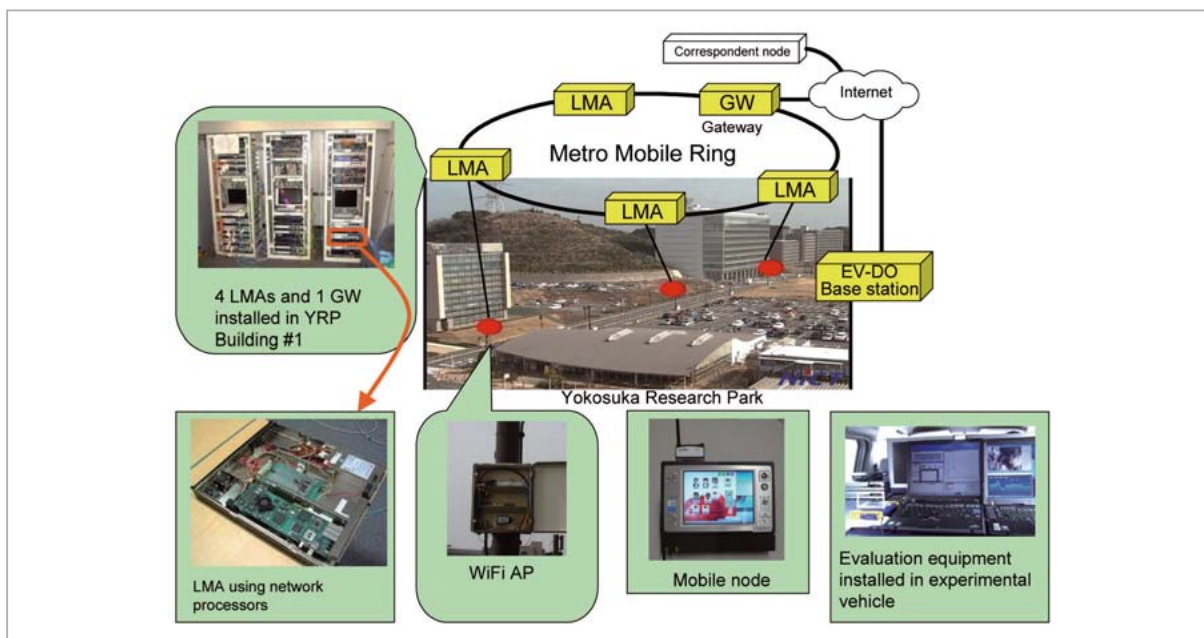 Correspondent node
Internet
LMA
GW
Gateway
Metro Mobile Ring
LMA
LMA
LMA
EV-DO
Base station
4 LMAs and 1 GW
installed in YRP
Building #1
NICT
Yokosuka Research Park
LMA using network
processors
WiFi AP
Mobile node
Evaluation equipment
installed in experimental
vehicle